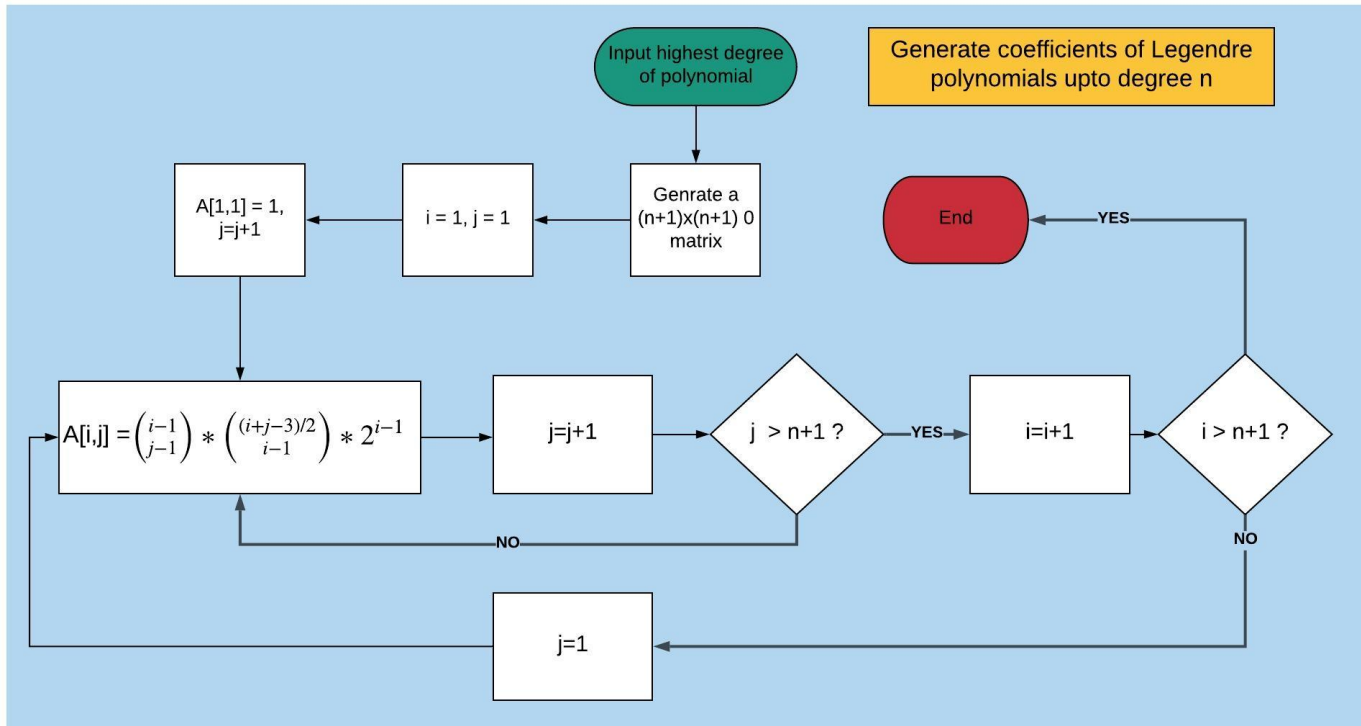 Input highest degree
of polynomial
Generate coefficients of Legendre
polynomials upto degree n
A[1,1] = 1,
j=j+1
i = 1, j = 1
Genrate a
(n+1)x(n+1) 0
matrix
End
YES
A[i,j] = \binom{i-1}{j-1} * \binom{(i+j-3)/2}{i-1} * 2^{i-1}
j=j+1
j > n+1 ?
YES
i=i+1
i > n+1 ?
NO
NO
j=1